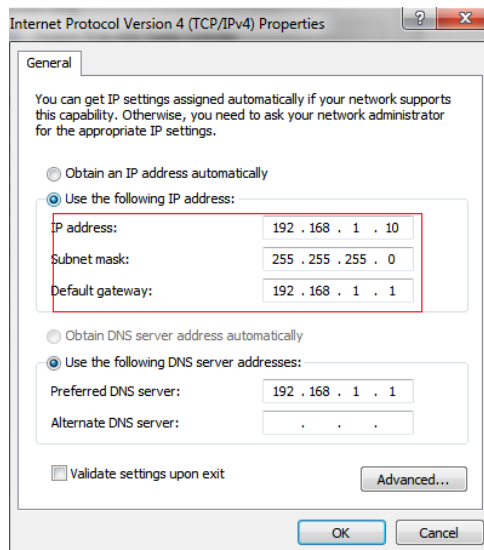 Internet Protocol Version 4 (TCP/IPv4) Properties
?
X
General
You can get IP settings assigned automatically if your network supports
this capability. Otherwise, you need to ask your network administrator
for the appropriate IP settings.
Obtain an IP address automatically
Use the following IP address:
IP address: 192 . 168 . 1 . 10
Subnet mask: 255 . 255 . 255 . 0
Default gateway: 192 . 168 . 1 . 1
Obtain DNS server address automatically
Use the following DNS server addresses:
Preferred DNS server: 192 . 168 . 1 . 1
Alternate DNS server: . . .
Validate settings upon exit
Advanced...
OK Cancel